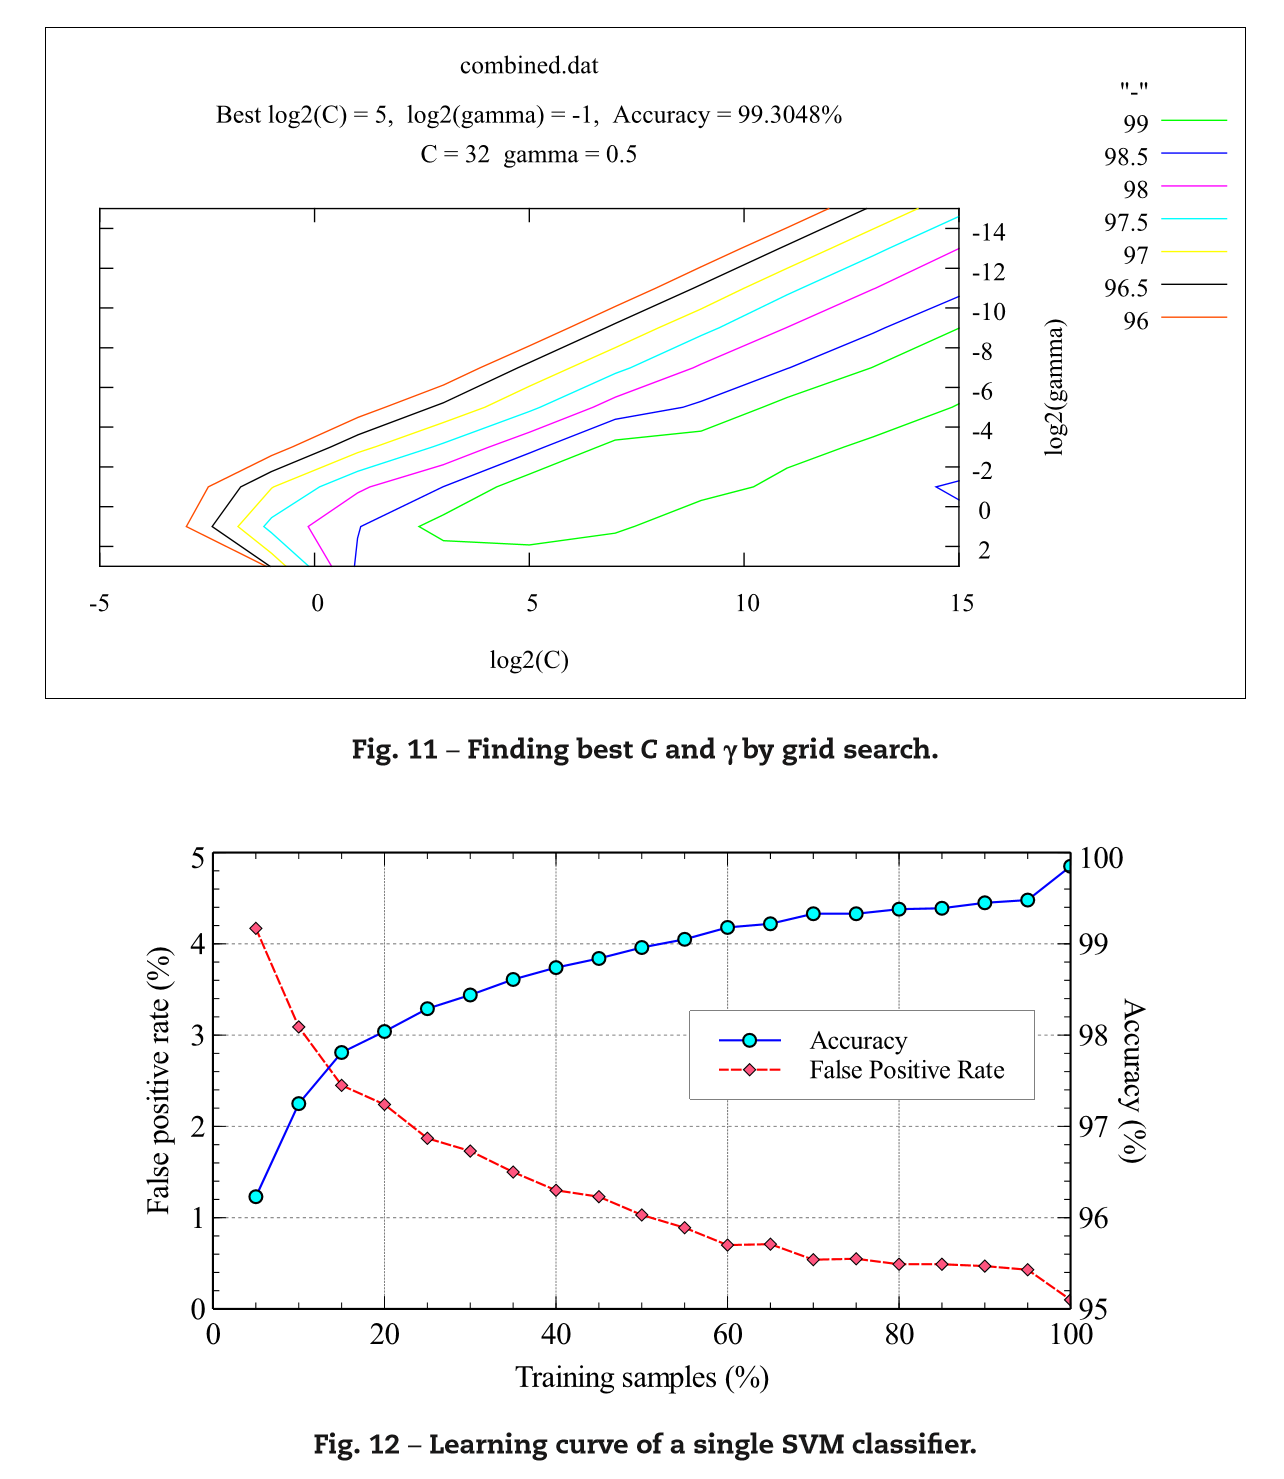 combined.dat
Best log2(C) = 5, log2(gamma) = -1, Accuracy = 99.3048%
C = 32 gamma = 0.5
"-"
99
98.5
98
97.5
97
96.5
96
-14
-12
-10
-8
-6
-4
-2
0
2
log2(gamma)
-5 0 5 10 15
log2(C)
Fig. 11 – Finding best C and γ by grid search.
5
4
3
2
1
0
False positive rate (%)
100
99
98
97
96
95
Accuracy (%)
Accuracy
False Positive Rate
0 20 40 60 80 100
Training samples (%)
Fig. 12 – Learning curve of a single SVM classifier.